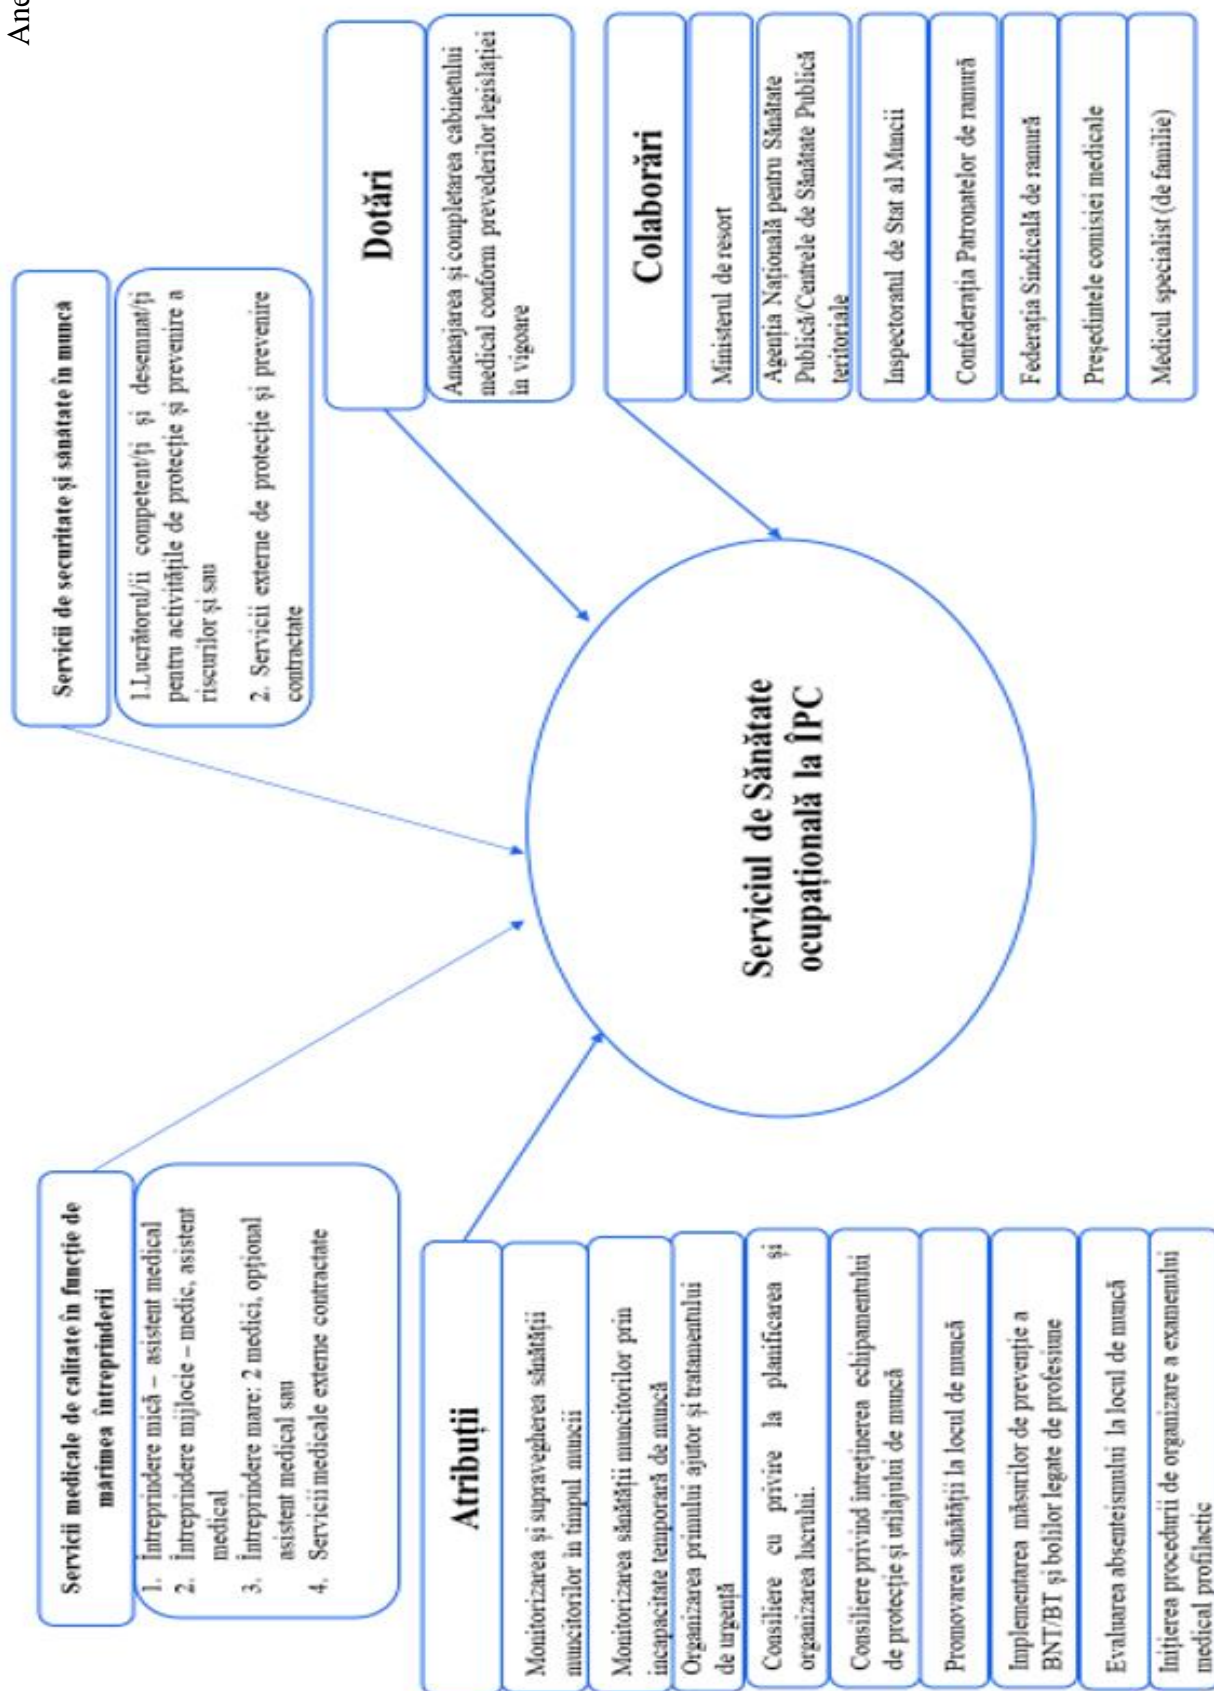 Ane
Servicii medicale de calitate în funcție de
mărimea întreprinderii
1. Întreprindere mică – asistent medical
2. Întreprindere mijlocie – medic, asistent
medical
3. Întreprindere mare: 2 medici, opțional
asistent medical sau
4. Servicii medicale externe contractate
Servicii de securitate și sănătate în muncă
1.Lucrătorul/ii competent/ți și desemnat/ți
pentru activitățile de protecție și prevenire a
riscurilor și sau
2. Servicii externe de protecție și prevenire
contractate
Dotări
Amenajarea și completarea cabinetului
medical conform prevederilor legislației
în vigoare
Atribuții
Monitorizarea și supravegherea sănătății
muncitorilor in timpul muncii
Monitorizarea sănătății muncitorilor prin
incapacitate temporară de muncă
Organizarea primului ajutor și tratamentului
de urgență
Consiliere cu privire la planificarea și
organizarea lucrului.
Consiliere privind întreținerea echipamentului
de protecție și utilajului de muncă
Promovarea sănătății la locul de muncă
Implementarea măsurilor de prevenție a
BNT/BT și bolilor legate de profesiune
Evaluarea absenteismului la locul de muncă
Inițierea procedurii de organizare a examenului
medical profilactic
Serviciul de Sănătate
ocupațională la ÎPC
Colaborări
Ministerul de resort
Agenția Națională pentru Sănătate
Publică/Centrele de Sănătate Publică
teritoriale
Inspectoratul de Stat al Muncii
Confederația Patronatelor de ramură
Federația Sindicală de ramură
Președintele comisiei medicale
Medicul specialist (de familie)